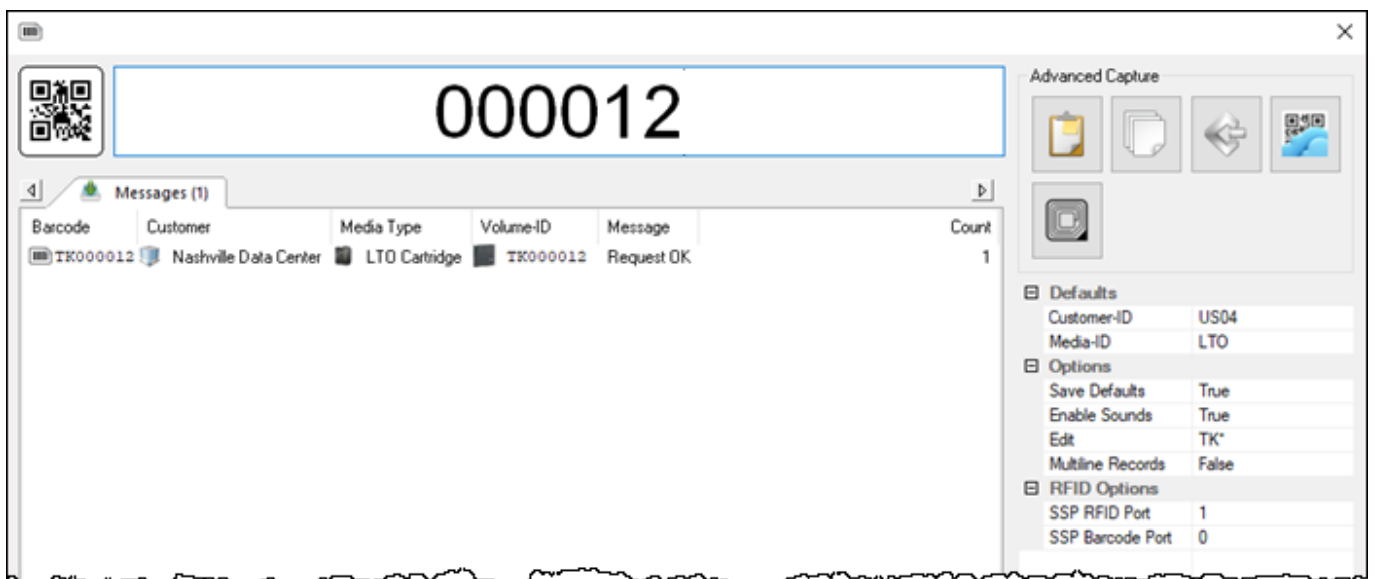 Advanced Capture
000012
Messages (1)
Barcode Customer Media Type Volume-ID Message Count
TK000012 Nashville Data Center LTO Cartridge TK000012 Request OK 1
Defaults
Customer-ID US04
Media-ID LTO
Options
Save Defaults True
Enable Sounds True
Edit TK*
Multiline Records False
RFID Options
SSP RFID Port 1
SSP Barcode Port 0